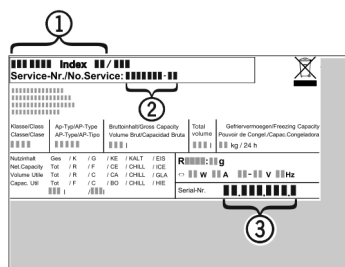 1
Index /
Service-Nr./No.Service: -
2
Klasse/Class Ap-Typ/AP-Type Bruttoinhalt/Gross Capacity Total Gefriervermoegen/Freezing Capacity
Classe/Clase AP-Type/AP-Tipo Volume Brut/Capacidad Bruta volume Pouvoir de Congel./Capac.Congeladora
l l kg / 24 h
Nutzinhalt Ges / K / G / KE / KALT / EIS
Net.Capacity Tot / R / F / CE / CHILL / ICE
Volume Utile Tot / F / C / CA / CHILL / GLA
Capac. Util Tot / F / C / BO / CHILL / HIE
l / l
R : g
W A - V Hz
Serial-Nr. . . .
3